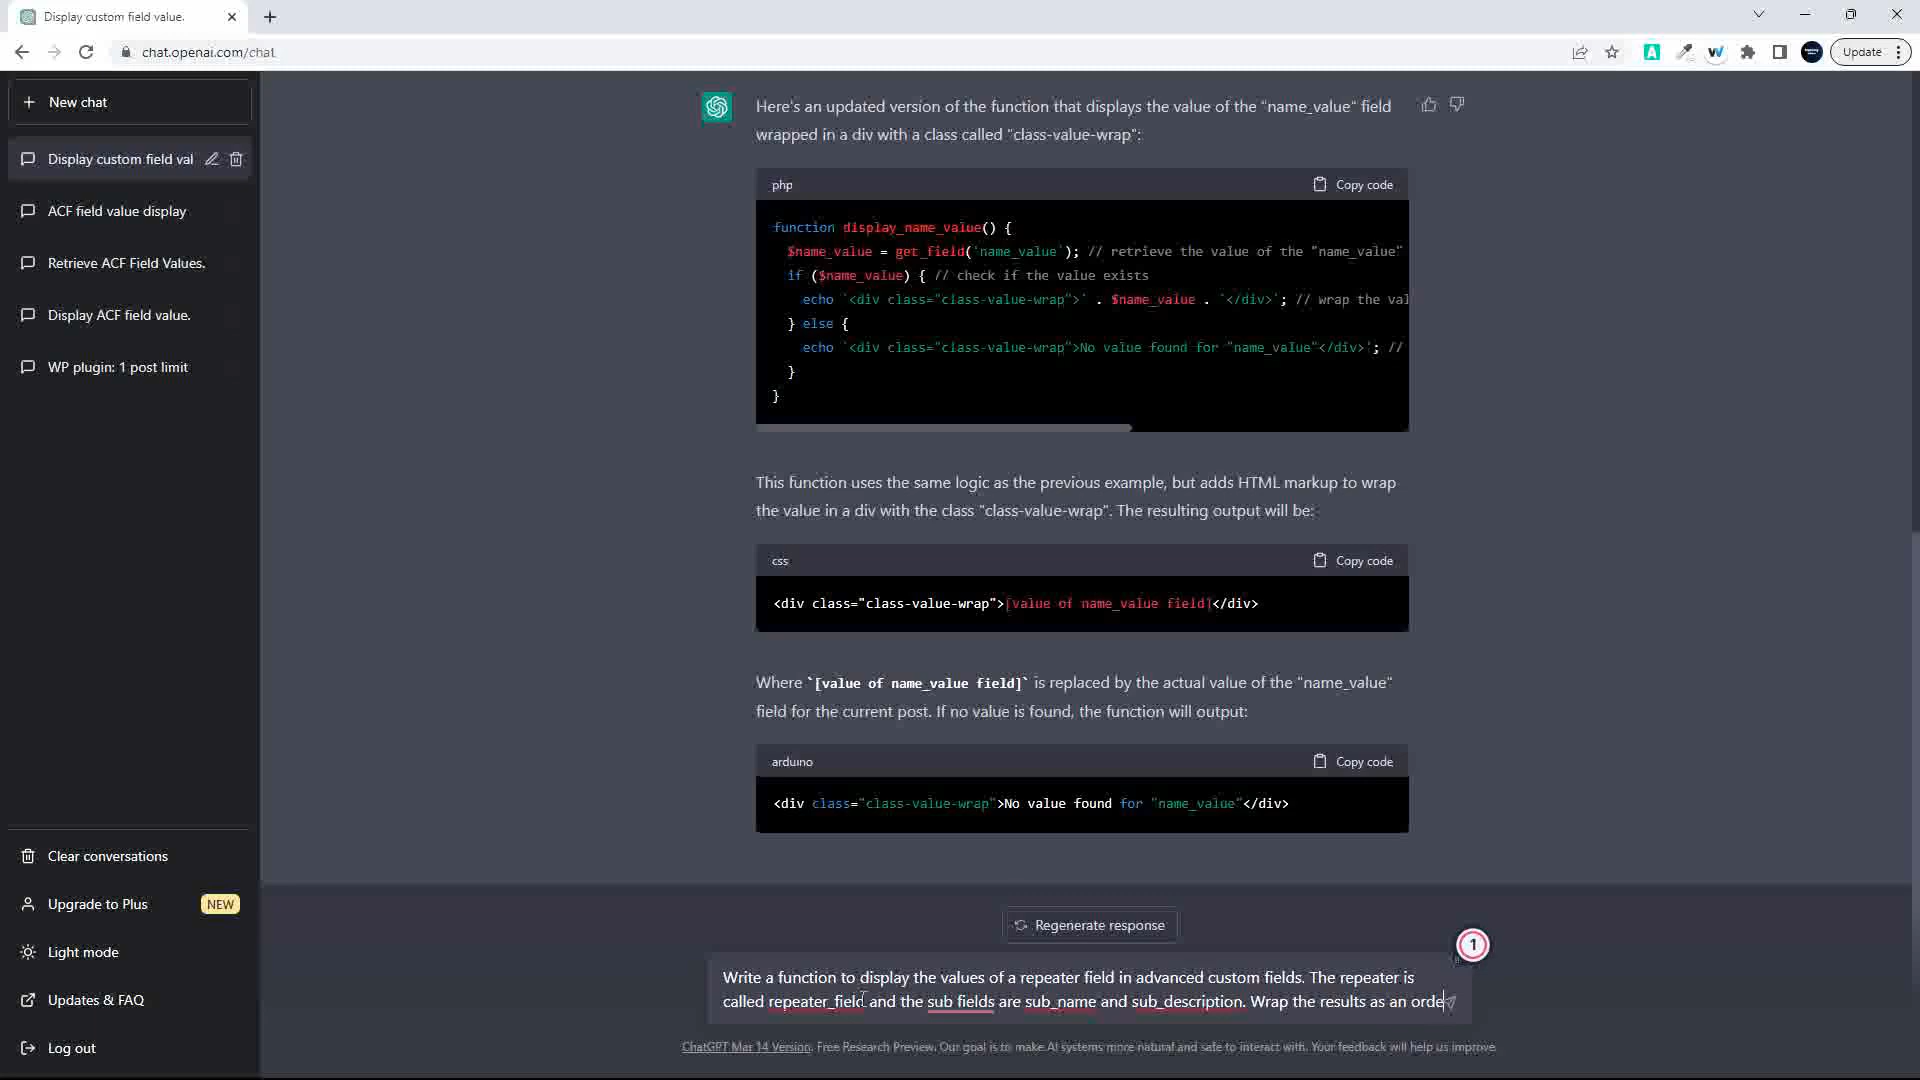 Display custom field value.
chat.openai.com/chat
Update
New chat
Display custom field val
ACF field value display
Retrieve ACF Field Values.
Display ACF field value.
WP plugin: 1 post limit
Clear conversations
Upgrade to Plus NEW
Light mode
Updates & FAQ
Log out
Here's an updated version of the function that displays the value of the "name_value" field
wrapped in a div with a class called "class-value-wrap":
php Copy code
function display_name_value() {
$name_value = get_field('name_value'); // retrieve the value of the "name_value"
if ($name_value) { // check if the value exists
echo '<div class="class-value-wrap">' . $name_value . '</div>'; // wrap the val
} else {
echo '<div class="class-value-wrap">No value found for "name_value"</div>'; //
}
}
This function uses the same logic as the previous example, but adds HTML markup to wrap
the value in a div with the class "class-value-wrap". The resulting output will be:
css Copy code
<div class="class-value-wrap">[value of name_value field]</div>
Where `[value of name_value field]` is replaced by the actual value of the "name_value"
field for the current post. If no value is found, the function will output:
arduino Copy code
<div class="class-value-wrap">No value found for "name_value"</div>
Regenerate response
1
Write a function to display the values of a repeater field in advanced custom fields. The repeater is
called repeater_field and the sub fields are sub_name and sub_description. Wrap the results as an orde
ChatGPT Mar 14 Version. Free Research Preview. Our goal is to make AI systems more natural and safe to interact with. Your feedback will help us improve.